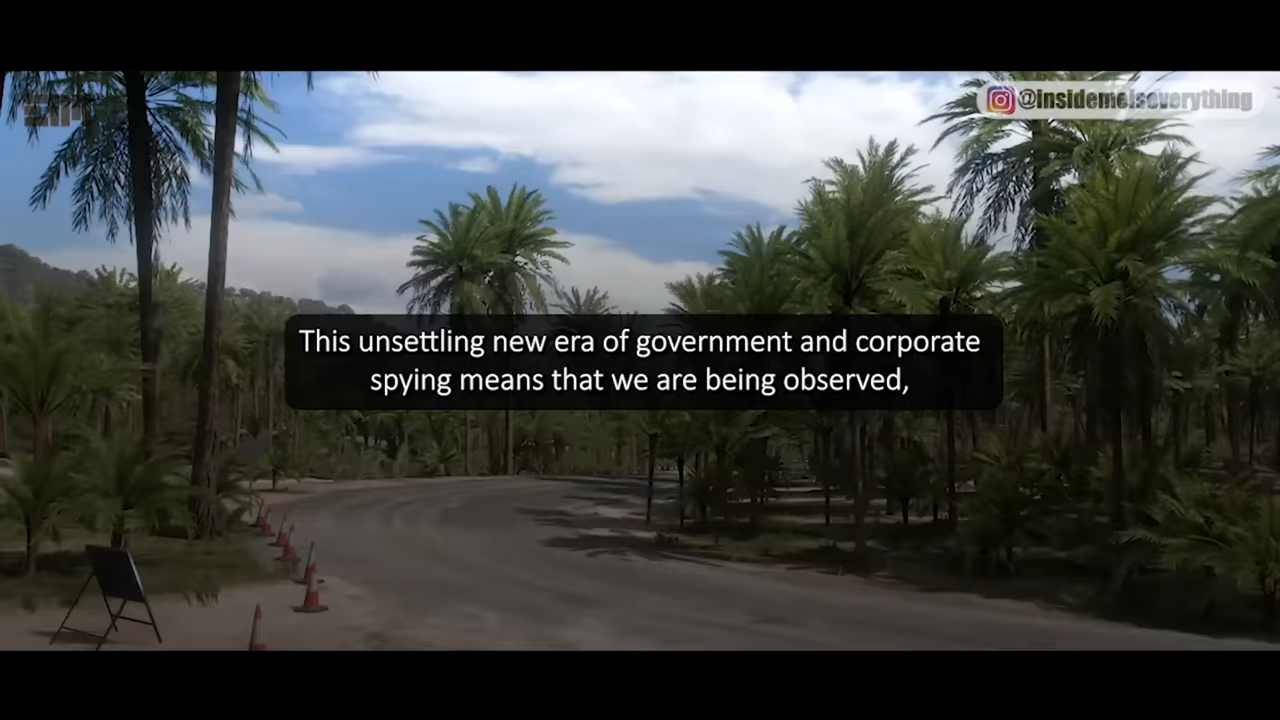 @insidemeiseverything
This unsettling new era of government and corporate
spying means that we are being observed,